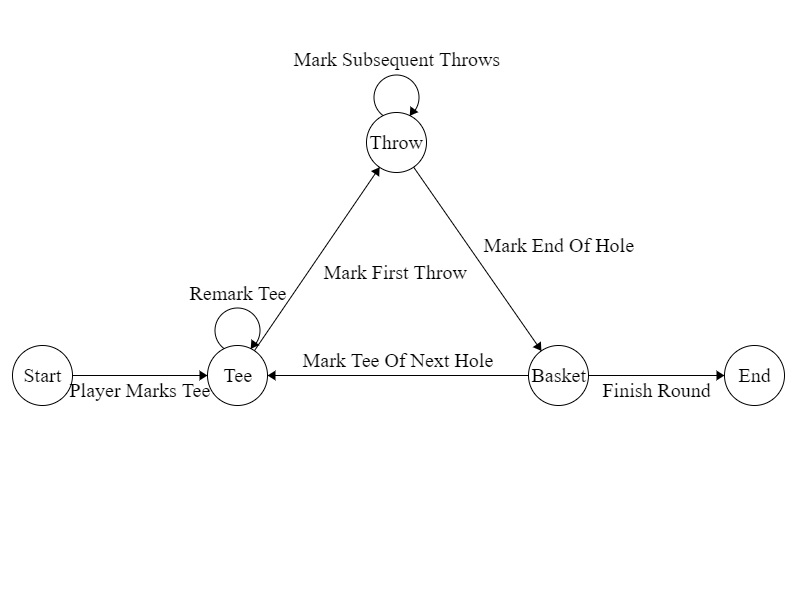 Mark Subsequent Throws
Throw
Mark End Of Hole
Mark First Throw
Remark Tee
Mark Tee Of Next Hole
Start
Tee
Basket
End
Player Marks Tee
Finish Round